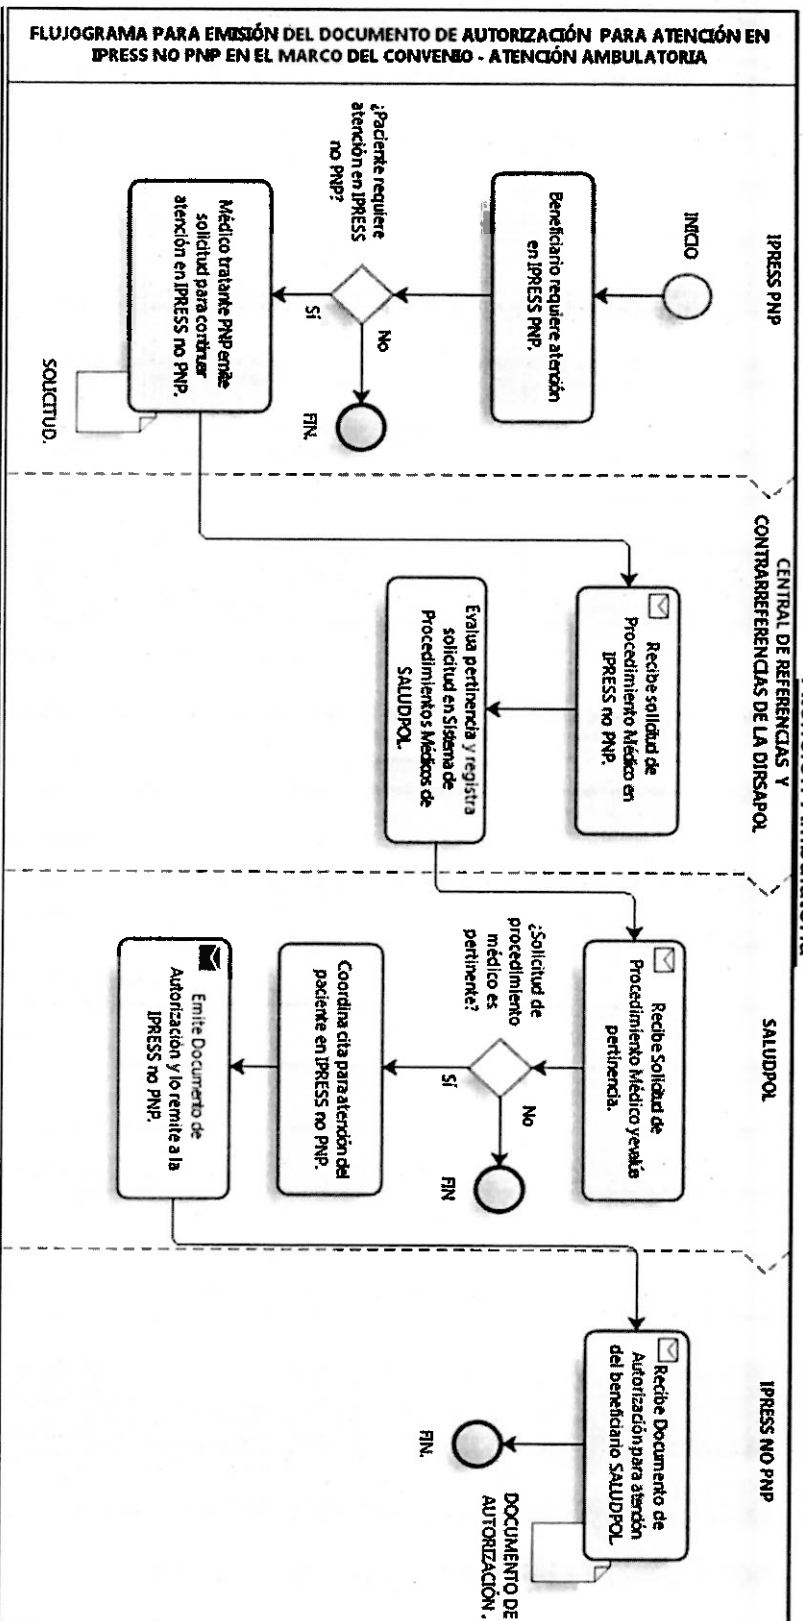 FLUJOGRAMA PARA EMISIÓN DEL DOCUMENTO DE AUTORIZACIÓN PARA ATENCIÓN EN
IPRESS NO PNP EN EL MARCO DEL CONVENIO - ATENCIÓN AMBULATORIA
IPRESS PNP
INICIO
Beneficiario requiere atención
en IPRESS PNP.
¿Paciente requiere
atención en IPRESS
no PNP?
No
FIN.
Sí
Médico tratante PNP emite
solicitud para continuar
atención en IPRESS no PNP.
SOLICITUD.
CENTRAL DE REFERENCIAS Y
CONTRARREFERENCIAS DE LA DIRSAPOL
Recibe solicitud de
Procedimiento Médico en
IPRESS no PNP.
Evalua pertinencia y registra
solicitud en Sistema de
Procedimientos Médicos de
SALUDPOL.
SALUDPOL
Recibe Solicitud de
Procedimiento Médico y evalúa
pertinencia.
¿Solicitud de
procedimiento
médico es
pertinente?
No
FIN
Sí
Coordina cita para atención del
paciente en IPRESS no PNP.
Emite Documento de
Autorización y lo remite a la
IPRESS no PNP.
IPRESS NO PNP
Recibe Documento de
Autorización para atención
del beneficiario SALUDPOL
DOCUMENTO DE
AUTORIZACIÓN .
FIN.